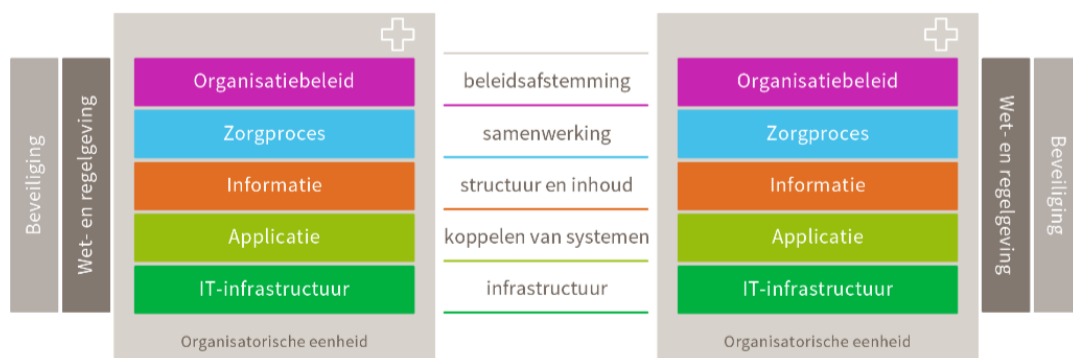 Beveiliging
Wet- en regelgeving
Organisatiebeleid
Zorgproces
Informatie
Applicatie
IT-infrastructuur
Organisatorische eenheid
beleidsafstemming
samenwerking
structuur en inhoud
koppelen van systemen
infrastructuur
Organisatiebeleid
Zorgproces
Informatie
Applicatie
IT-infrastructuur
Organisatorische eenheid
Wet- en regelgeving
Beveiliging